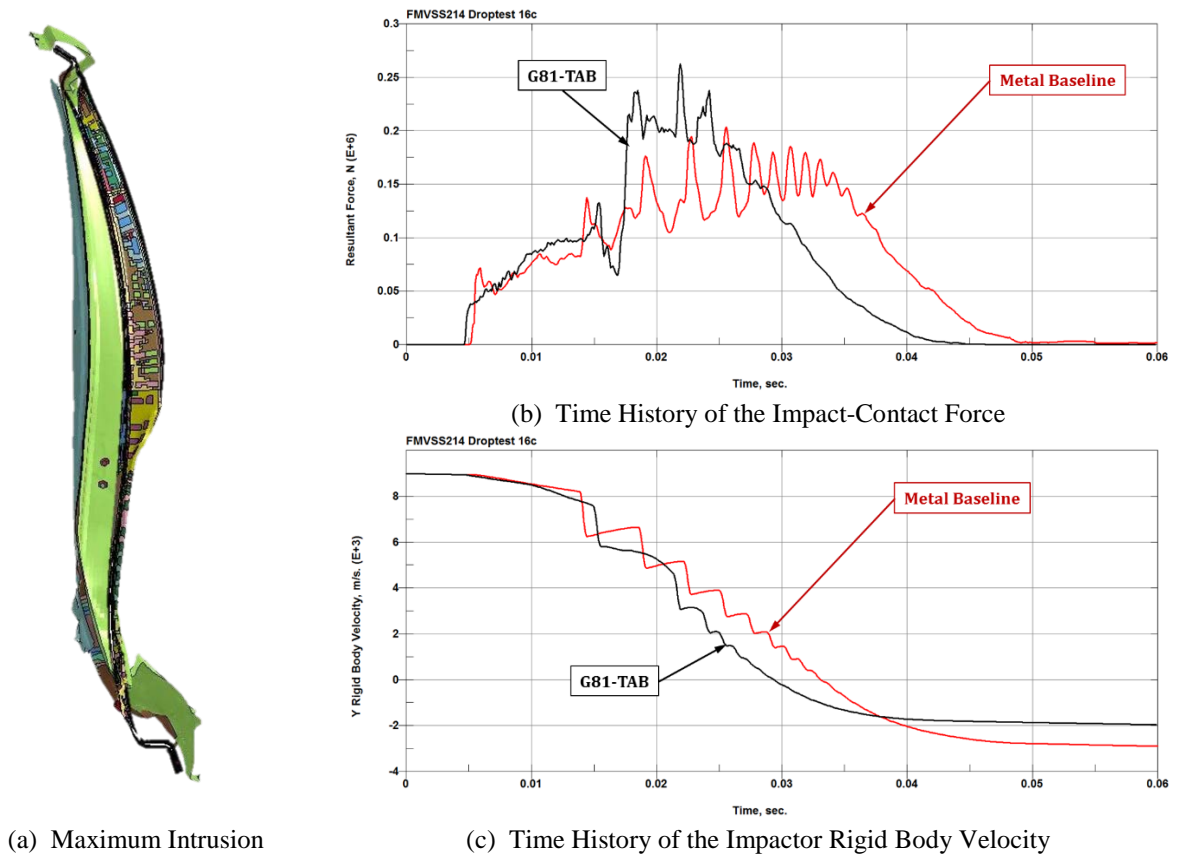 FMVSS214 Droptest 16c
0.3
0.25
0.2
0.15
0.1
0.05
0
Resultant Force, N (E+6)
G81-TAB
Metal Baseline
0 0.01 0.02 0.03 0.04 0.05 0.06
Time, sec.
(b) Time History of the Impact-Contact Force
FMVSS214 Droptest 16c
8
6
4
2
0
-2
-4
Y Rigid Body Velocity, m/s. (E+3)
Metal Baseline
G81-TAB
0 0.01 0.02 0.03 0.04 0.05 0.06
Time, sec.
(a) Maximum Intrusion
(c) Time History of the Impactor Rigid Body Velocity